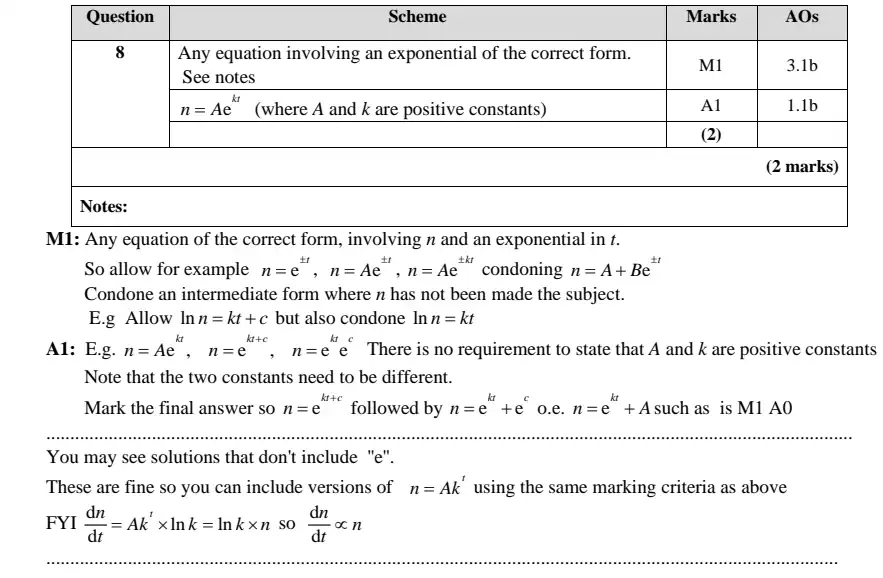 Question Scheme Marks AOs
8 Any equation involving an exponential of the correct form. See notes M1 3.1b
n = Ae^{kt} (where A and k are positive constants) A1 1.1b
(2)
(2 marks)
Notes:
M1: Any equation of the correct form, involving n and an exponential in t.
So allow for example n = e^{±t}, n = Ae^{±t}, n = Ae^{±kt} condoning n = A + Be^{±t}
Condone an intermediate form where n has not been made the subject.
E.g Allow ln n = kt + c but also condone ln n = kt
A1: E.g. n = Ae^{kt}, n = e^{kt+c}, n = e^{kt} e^{c} There is no requirement to state that A and k are positive constants
Note that the two constants need to be different.
Mark the final answer so n = e^{kt+c} followed by n = e^{kt} + e^{c} o.e. n = e^{kt} + A such as is M1 A0
You may see solutions that don't include "e".
These are fine so you can include versions of n = Ak^{t} using the same marking criteria as above
FYI dn/dt = Ak^{t} × ln k = ln k × n so dn/dt ∝ n